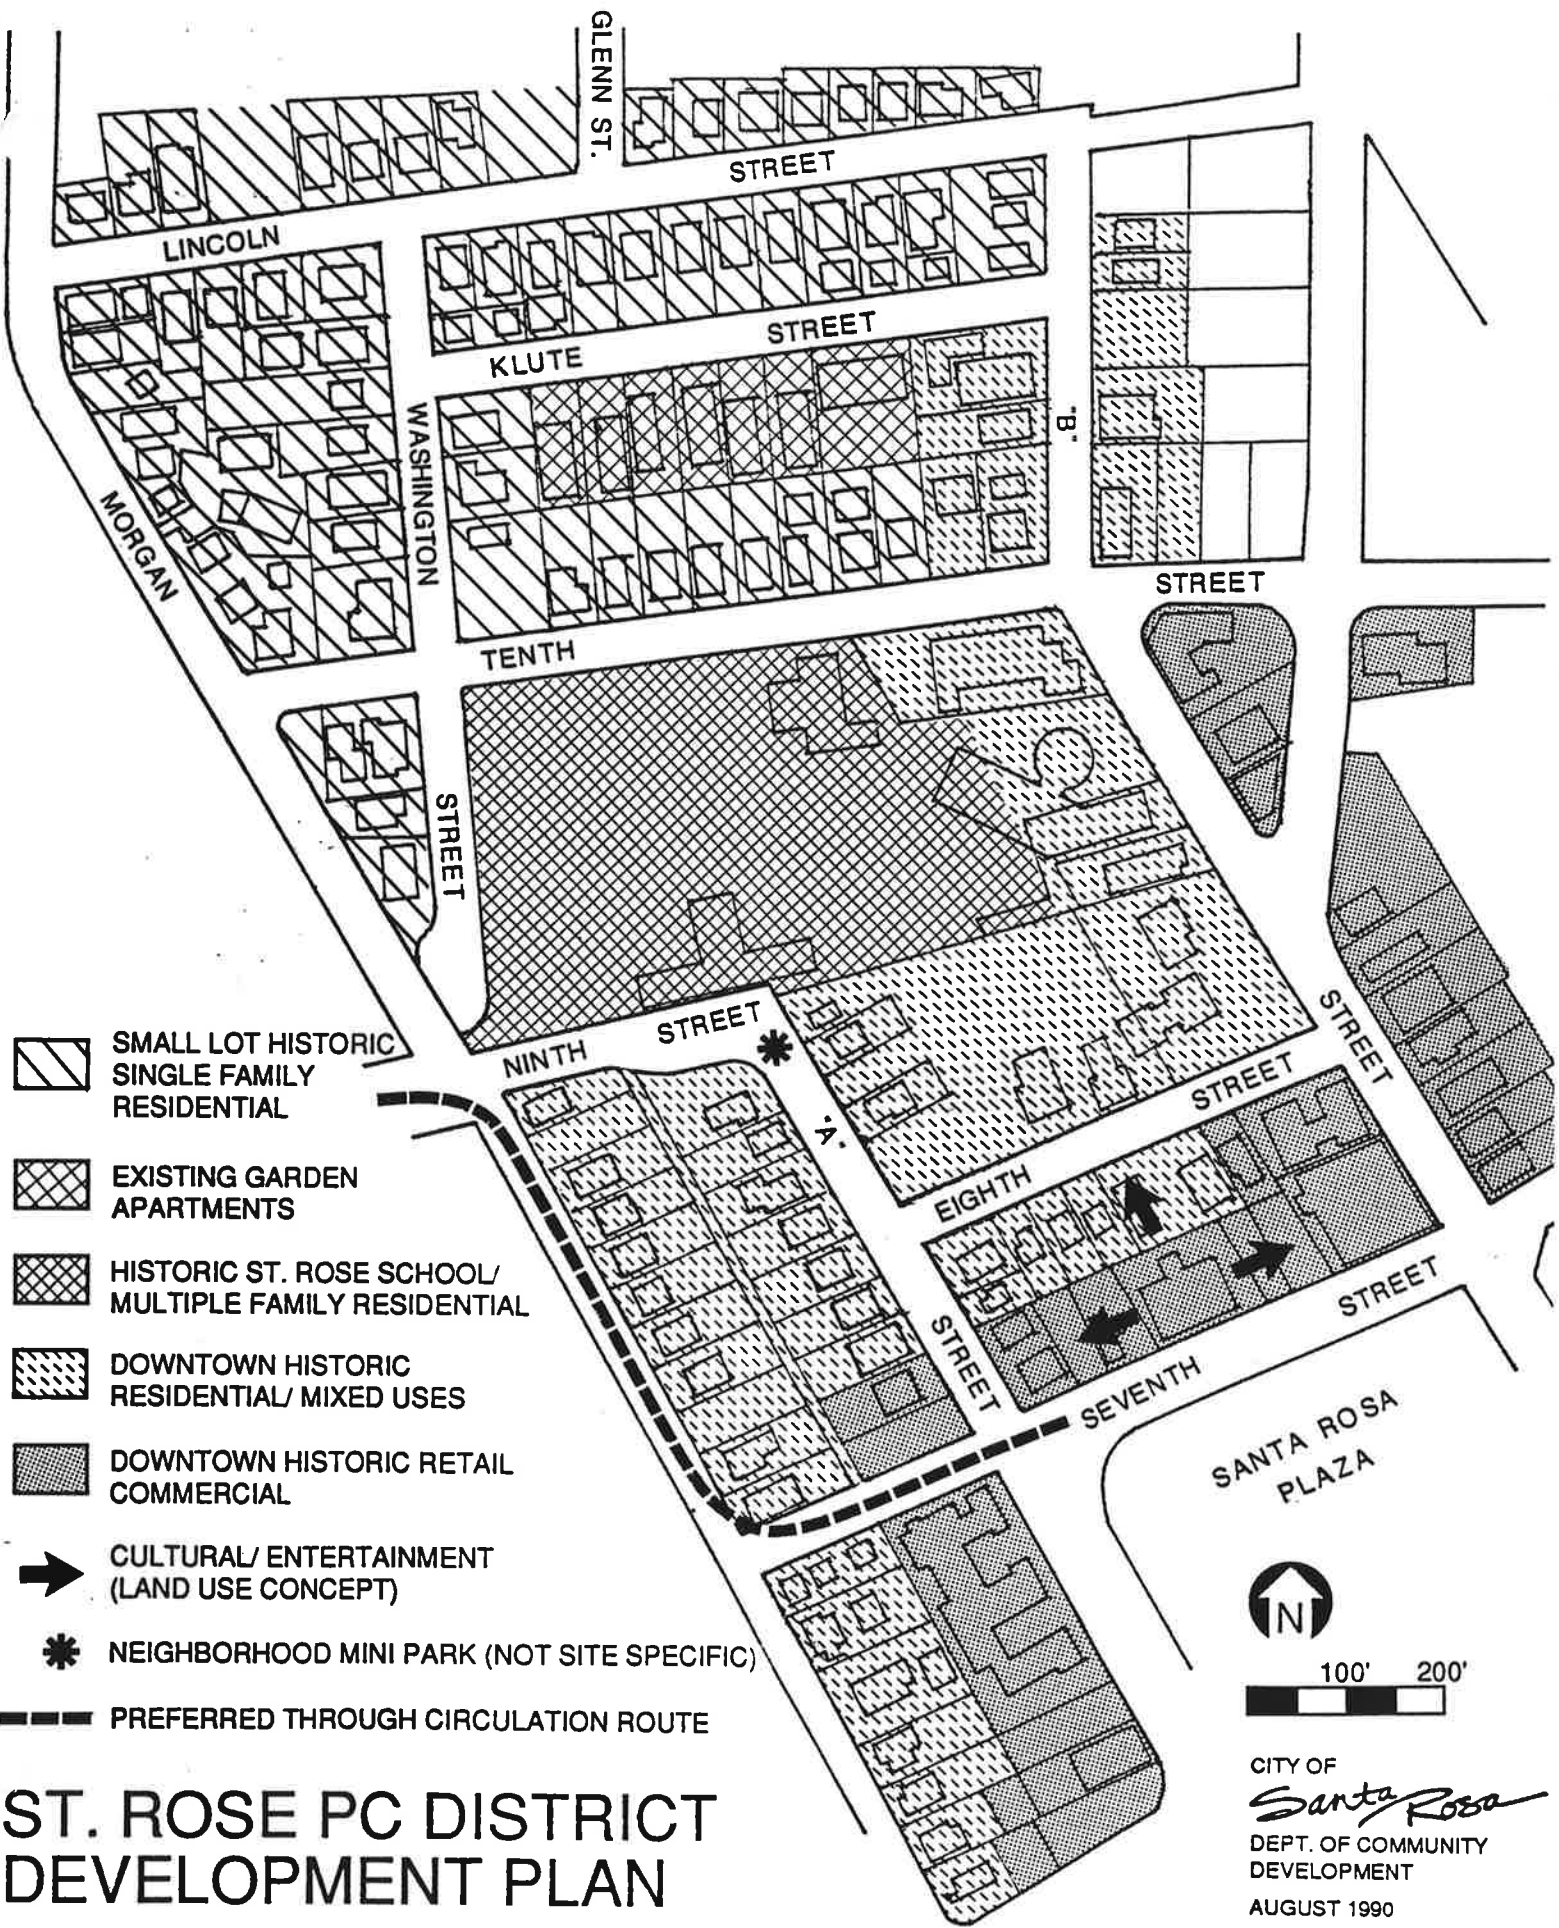 GLENN ST.
STREET
LINCOLN
STREET
KLUTE
"B"
WASHINGTON
MORGAN
STREET
TENTH
STREET
STREET
STREET
NINTH
"A"
STREET
EIGHTH
STREET
STREET
SEVENTH
SANTA ROSA
PLAZA
SMALL LOT HISTORIC
SINGLE FAMILY
RESIDENTIAL
EXISTING GARDEN
APARTMENTS
HISTORIC ST. ROSE SCHOOL/
MULTIPLE FAMILY RESIDENTIAL
DOWNTOWN HISTORIC
RESIDENTIAL/ MIXED USES
DOWNTOWN HISTORIC RETAIL
COMMERCIAL
CULTURAL/ ENTERTAINMENT
(LAND USE CONCEPT)
NEIGHBORHOOD MINI PARK (NOT SITE SPECIFIC)
PREFERRED THROUGH CIRCULATION ROUTE
ST. ROSE PC DISTRICT
DEVELOPMENT PLAN
N
100' 200'
CITY OF
Santa Rosa
DEPT. OF COMMUNITY
DEVELOPMENT
AUGUST 1990